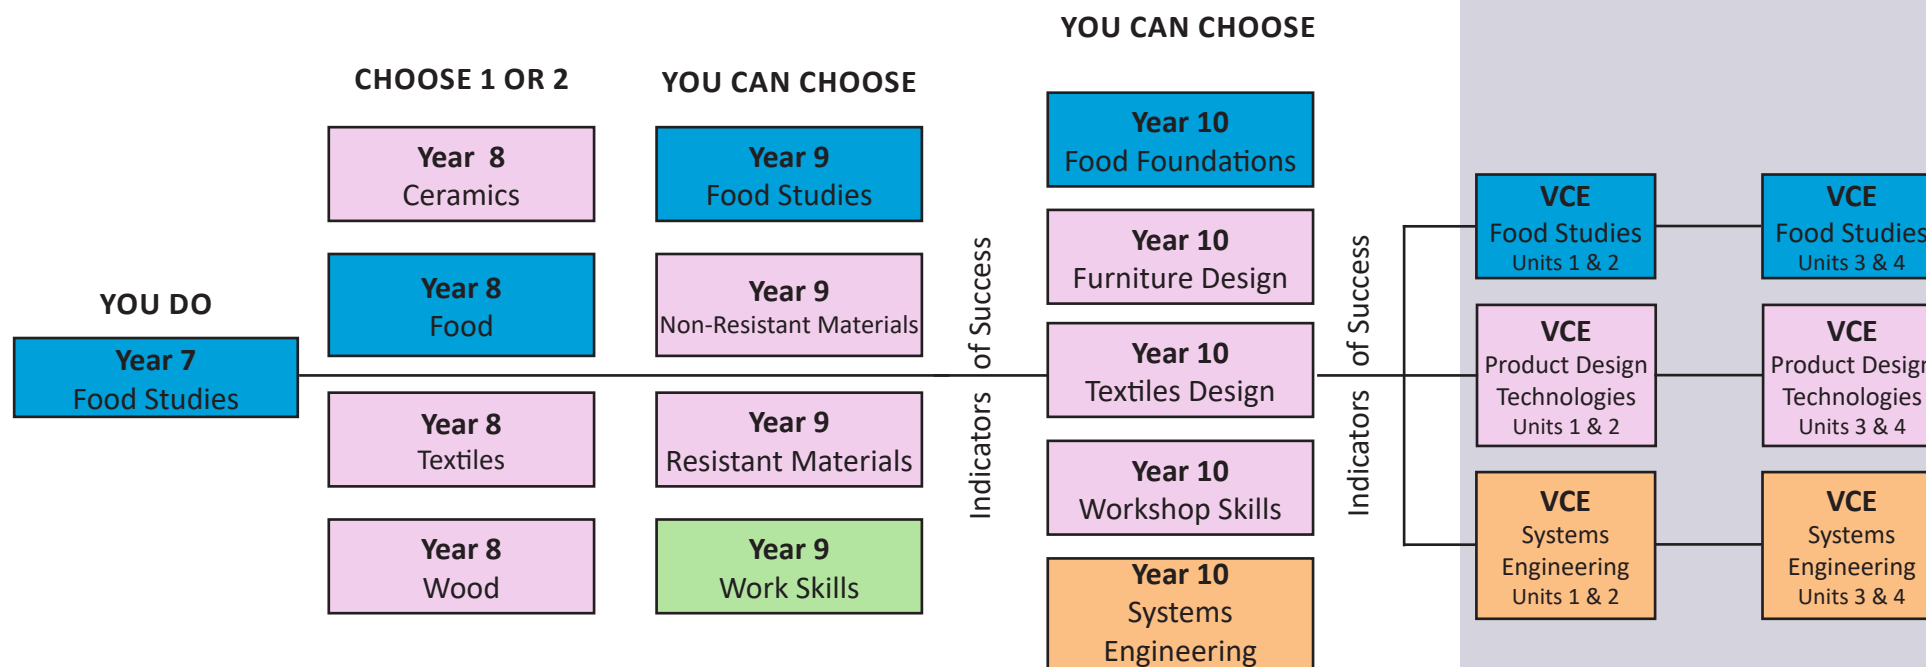 YOU DO
Year 7
Food Studies
CHOOSE 1 OR 2
Year 8
Ceramics
Year 8
Food
Year 8
Textiles
Year 8
Wood
YOU CAN CHOOSE
Year 9
Food Studies
Year 9
Non-Resistant Materials
Year 9
Resistant Materials
Year 9
Work Skills
Indicators of Success
YOU CAN CHOOSE
Year 10
Food Foundations
Year 10
Furniture Design
Year 10
Textiles Design
Year 10
Workshop Skills
Year 10
Systems
Engineering
Indicators of Success
VCE
Food Studies
Units 1 & 2
VCE
Product Design
Technologies
Units 1 & 2
VCE
Systems
Engineering
Units 1 & 2
VCE
Food Studies
Units 3 & 4
VCE
Product Design
Technologies
Units 3 & 4
VCE
Systems
Engineering
Units 3 & 4